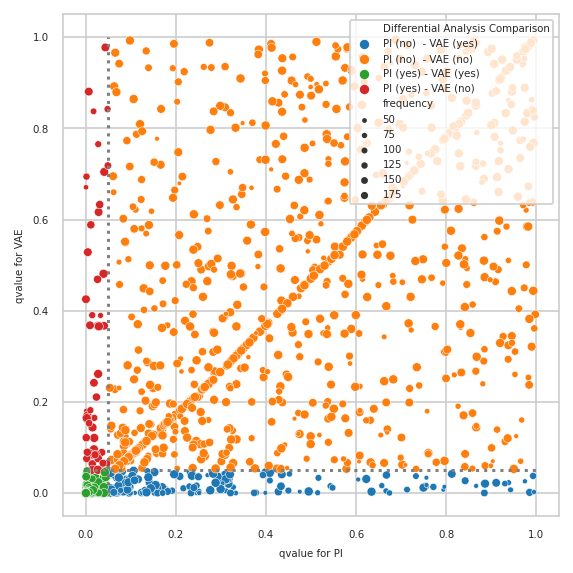 Differential Analysis Comparison
PI (no)  - VAE (yes)
PI (no)  - VAE (no)
PI (yes) - VAE (yes)
PI (yes) - VAE (no)
frequency
50
75
100
125
150
175
1.0
0.8
0.6
0.4
0.2
0.0
qvalue for VAE
0.0 0.2 0.4 0.6 0.8 1.0
qvalue for PI